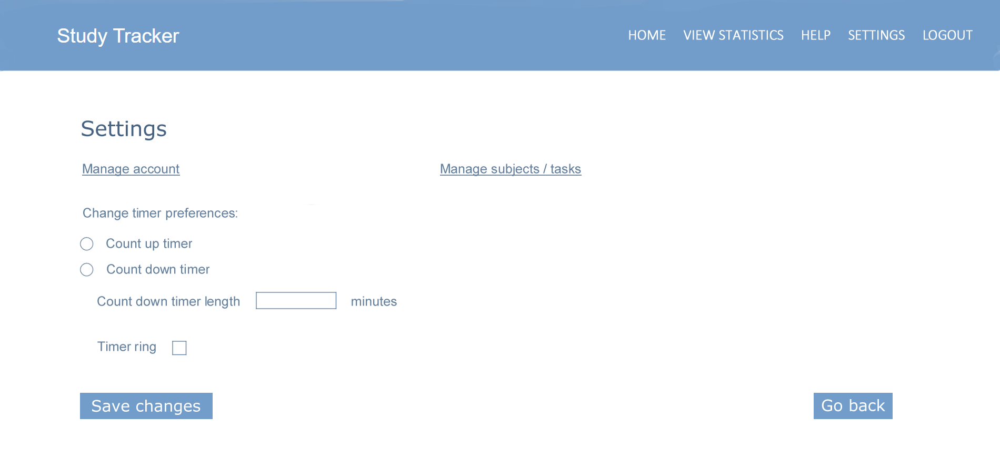 Study Tracker
HOME VIEW STATISTICS HELP SETTINGS LOGOUT
Settings
Manage account
Manage subjects / tasks
Change timer preferences:
Count up timer
Count down timer
Count down timer length minutes
Timer ring
Save changes
Go back